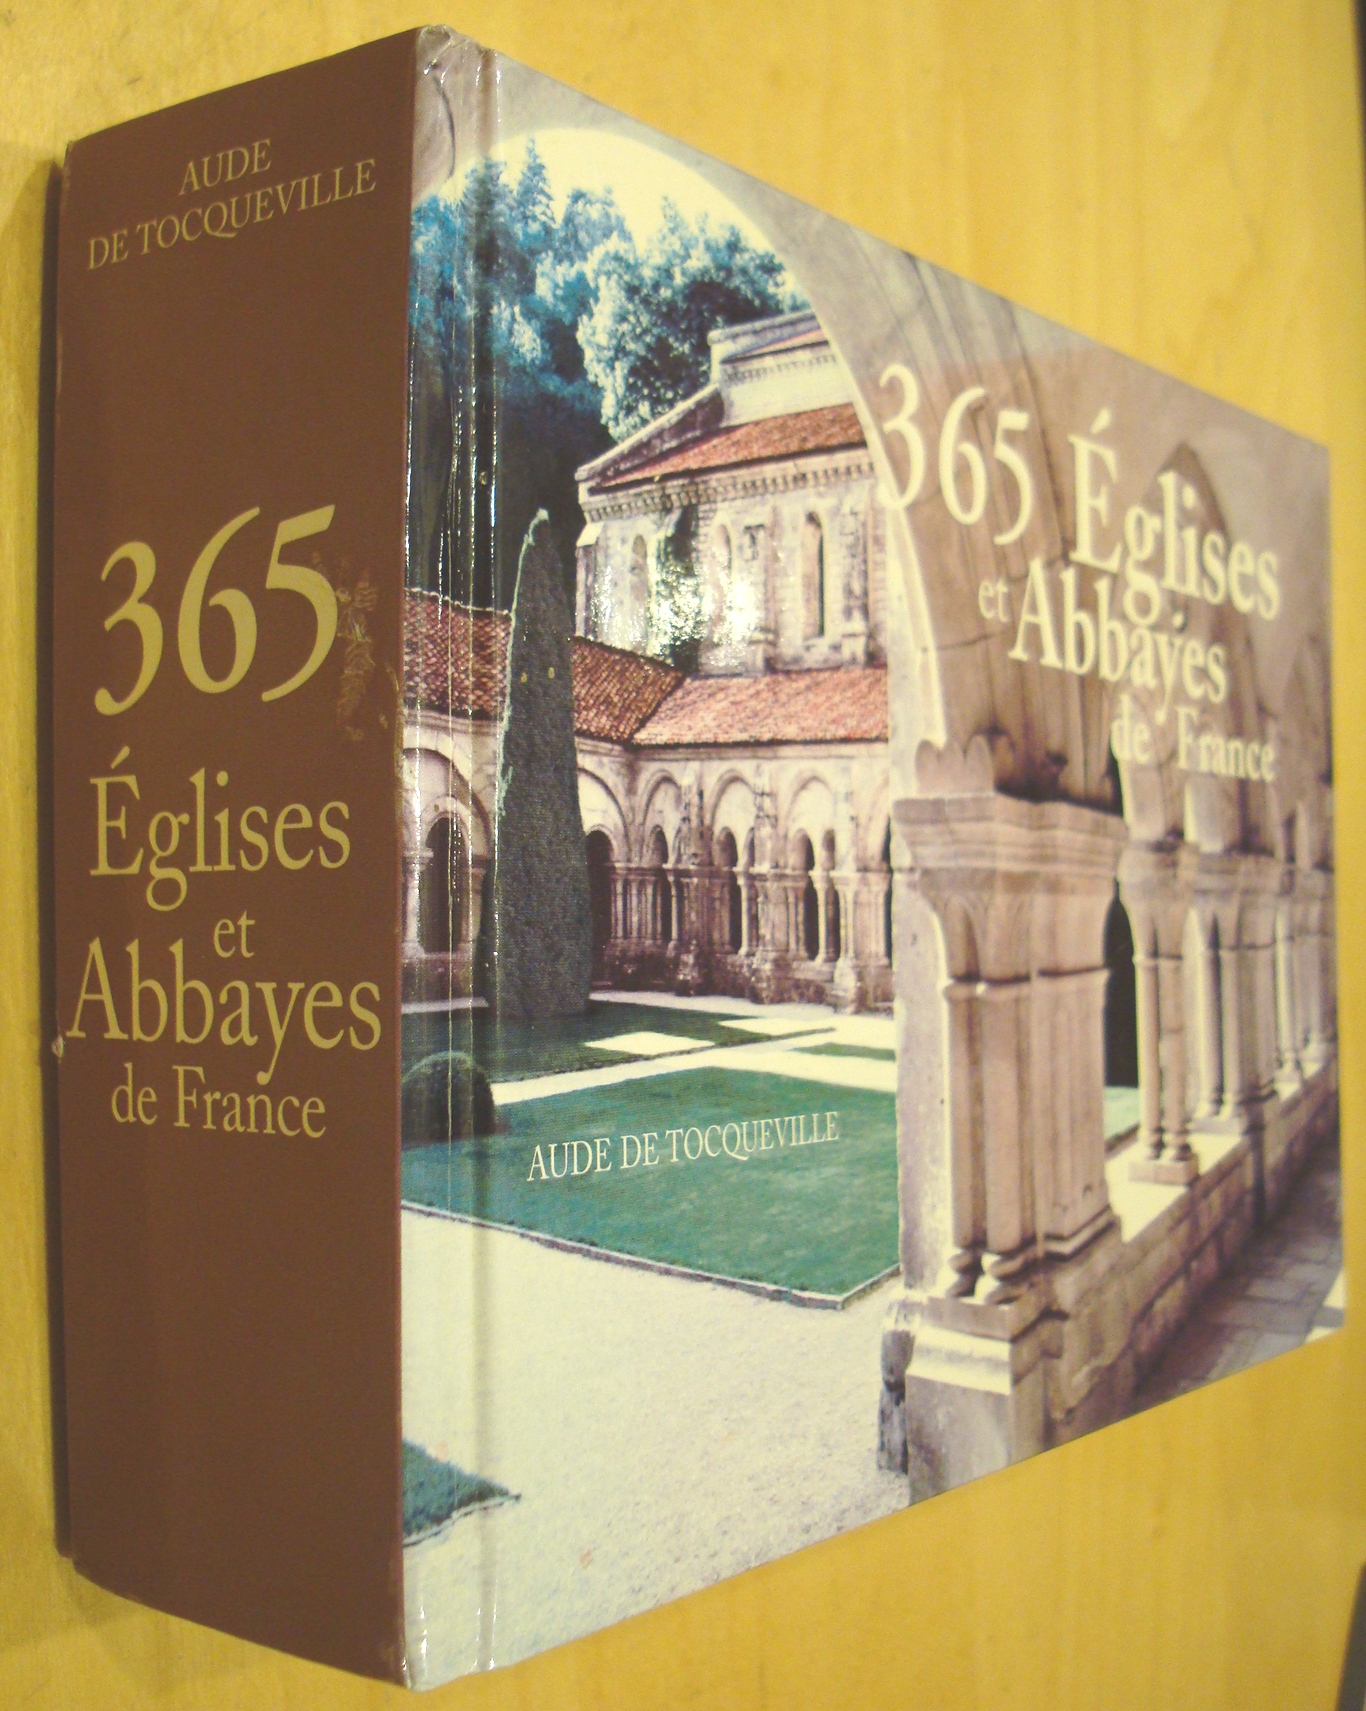 AUDE
DE TOCQUEVILLE
365
Églises
et
Abbayes
de France
365 Églises
et Abbayes
de France
AUDE DE TOCQUEVILLE